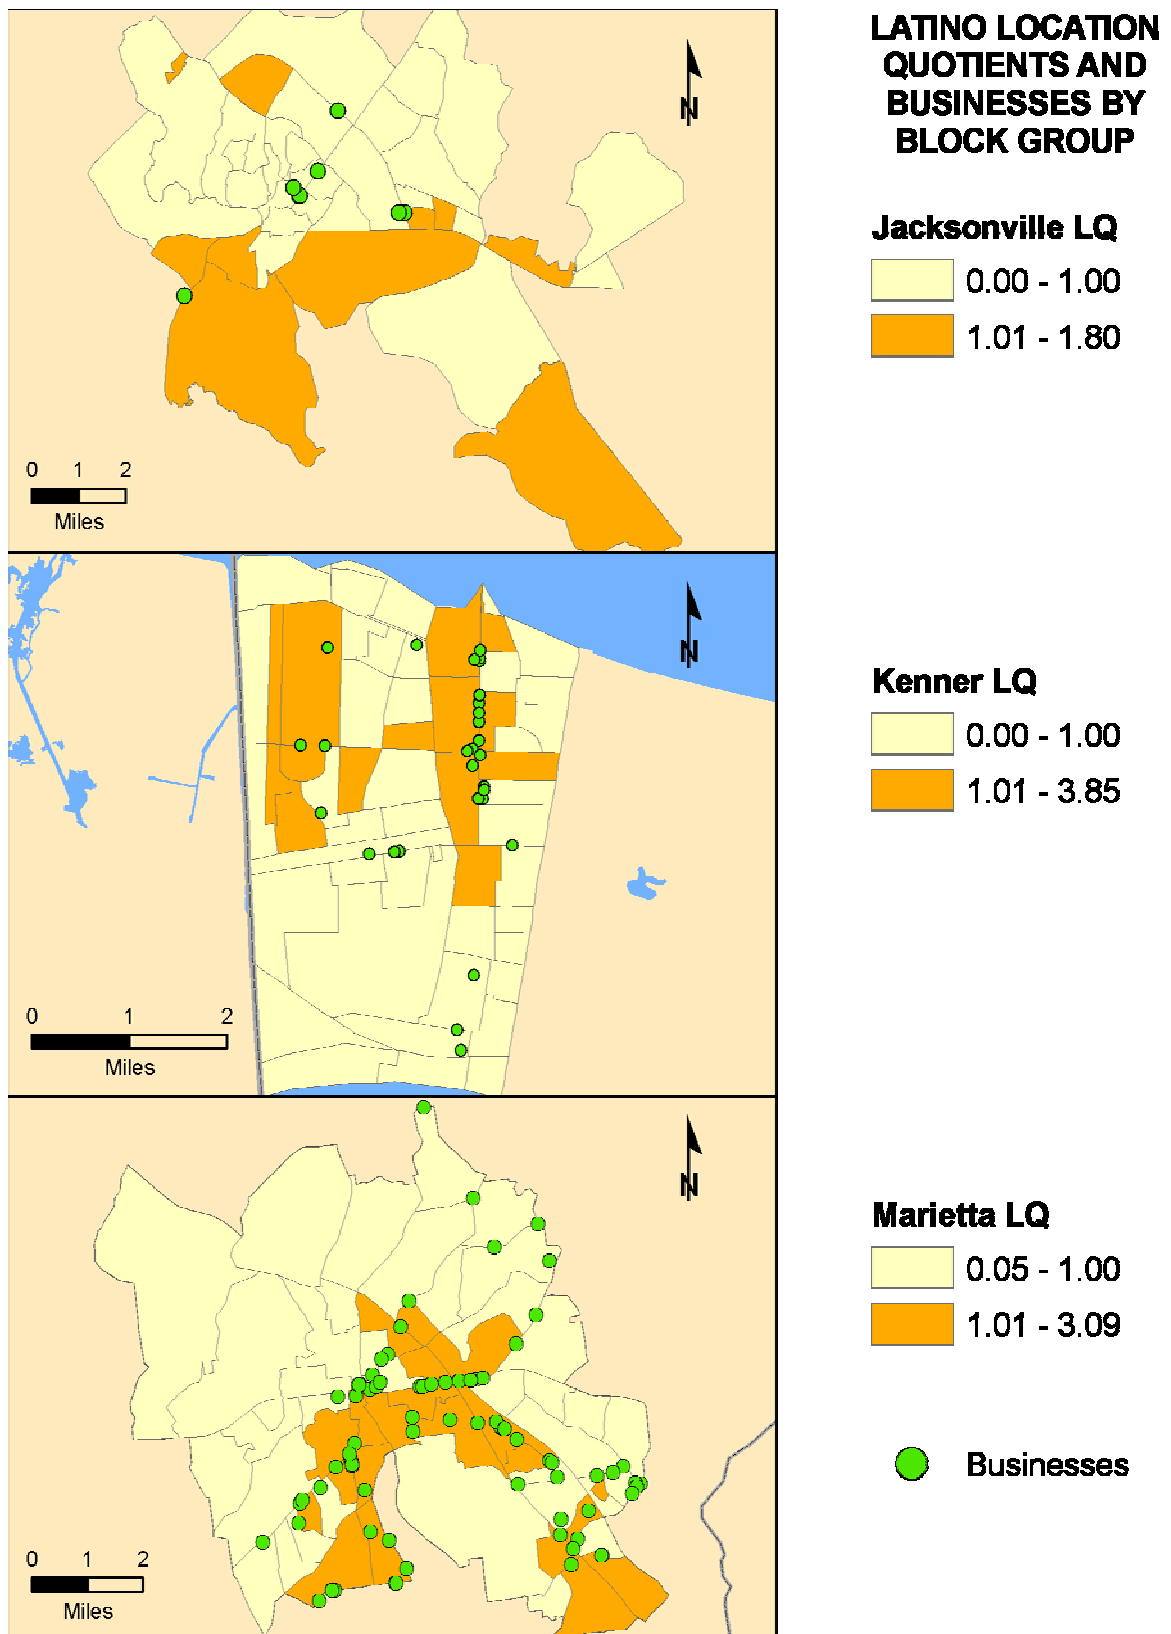 LATINO LOCATION
QUOTIENTS AND
BUSINESSES BY
BLOCK GROUP
N
Jacksonville LQ
0.00 - 1.00
1.01 - 1.80
0 1 2
Miles
N
Kenner LQ
0.00 - 1.00
1.01 - 3.85
0 1 2
Miles
N
Marietta LQ
0.05 - 1.00
1.01 - 3.09
Businesses
0 1 2
Miles